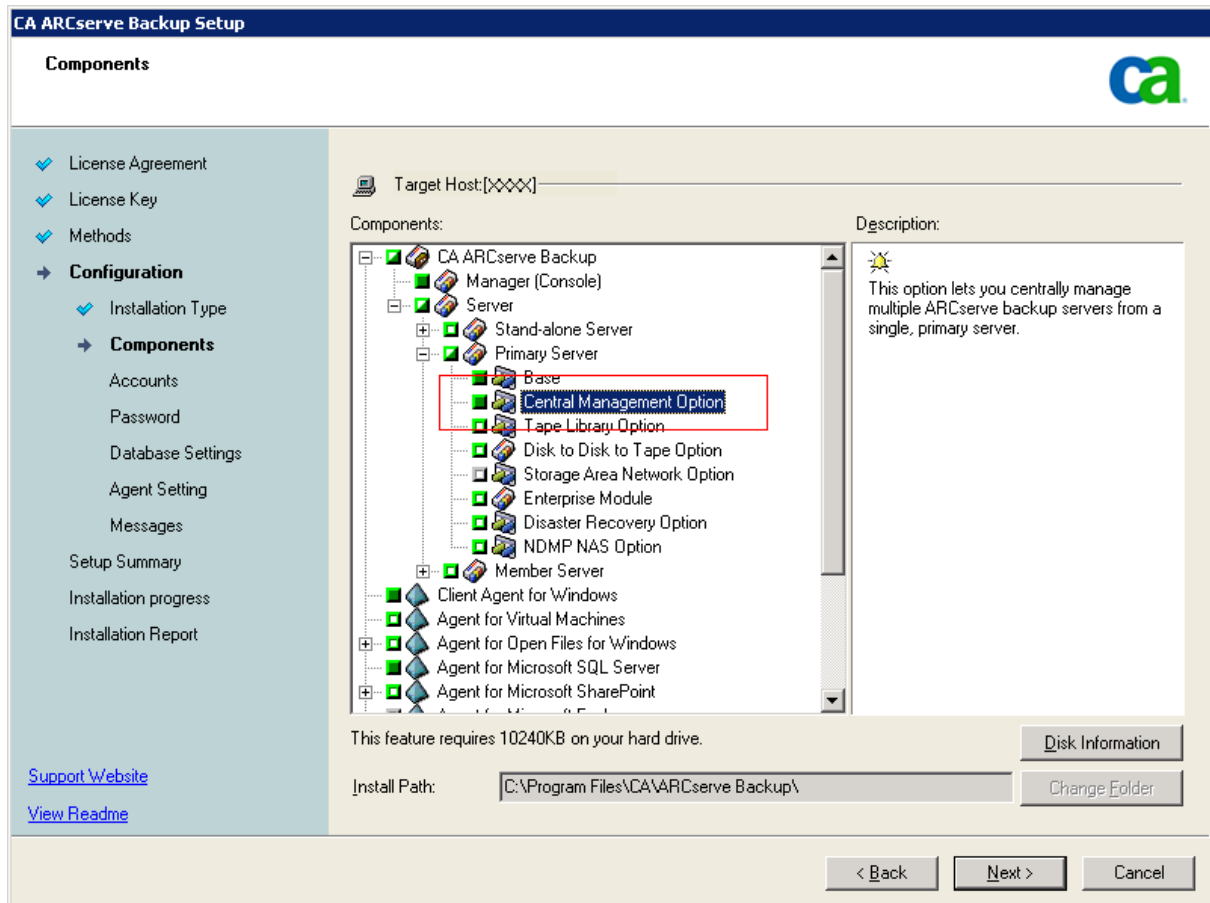 CA ARCserve Backup Setup
Components
ca
License Agreement
License Key
Methods
Configuration
Installation Type
Components
Accounts
Password
Database Settings
Agent Setting
Messages
Setup Summary
Installation progress
Installation Report
Support Website
View Readme
Target Host:[XXXX]
Components:
CA ARCserve Backup
Manager (Console)
Server
Stand-alone Server
Primary Server
Base
Central Management Option
Tape Library Option
Disk to Disk to Tape Option
Storage Area Network Option
Enterprise Module
Disaster Recovery Option
NDMP NAS Option
Member Server
Client Agent for Windows
Agent for Virtual Machines
Agent for Open Files for Windows
Agent for Microsoft SQL Server
Agent for Microsoft SharePoint
Description:
This option lets you centrally manage
multiple ARCserve backup servers from a
single, primary server.
This feature requires 10240KB on your hard drive.
Disk Information
Install Path:
C:\Program Files\CA\ARCserve Backup\
Change Folder
< Back
Next >
Cancel